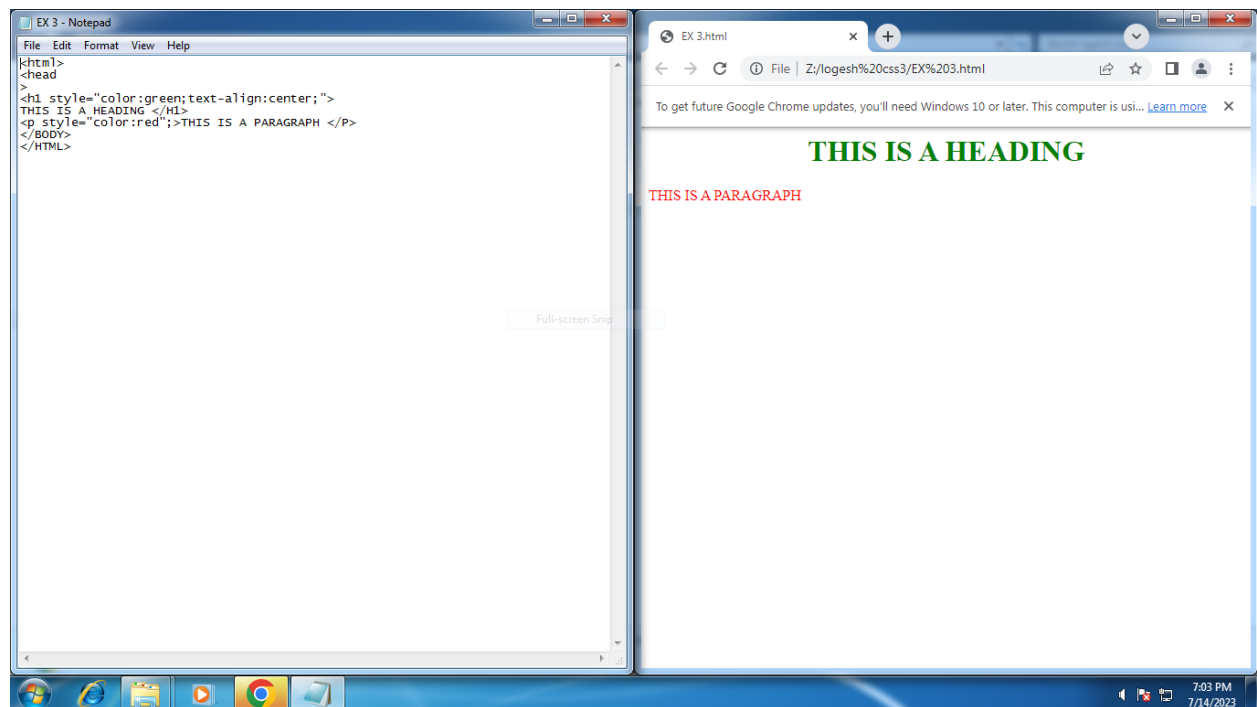 EX 3 - Notepad
File Edit Format View Help
<html>
<head
>
<h1 style="color:green;text-align:center;">
THIS IS A HEADING </H1>
<p style="color:red";>THIS IS A PARAGRAPH </P>
</BODY>
</HTML>
Full-screen Snip
EX 3.html
File | Z:/logesh%20css3/EX%203.html
To get future Google Chrome updates, you'll need Windows 10 or later. This computer is usi... Learn more
THIS IS A HEADING
THIS IS A PARAGRAPH
7:03 PM
7/14/2023